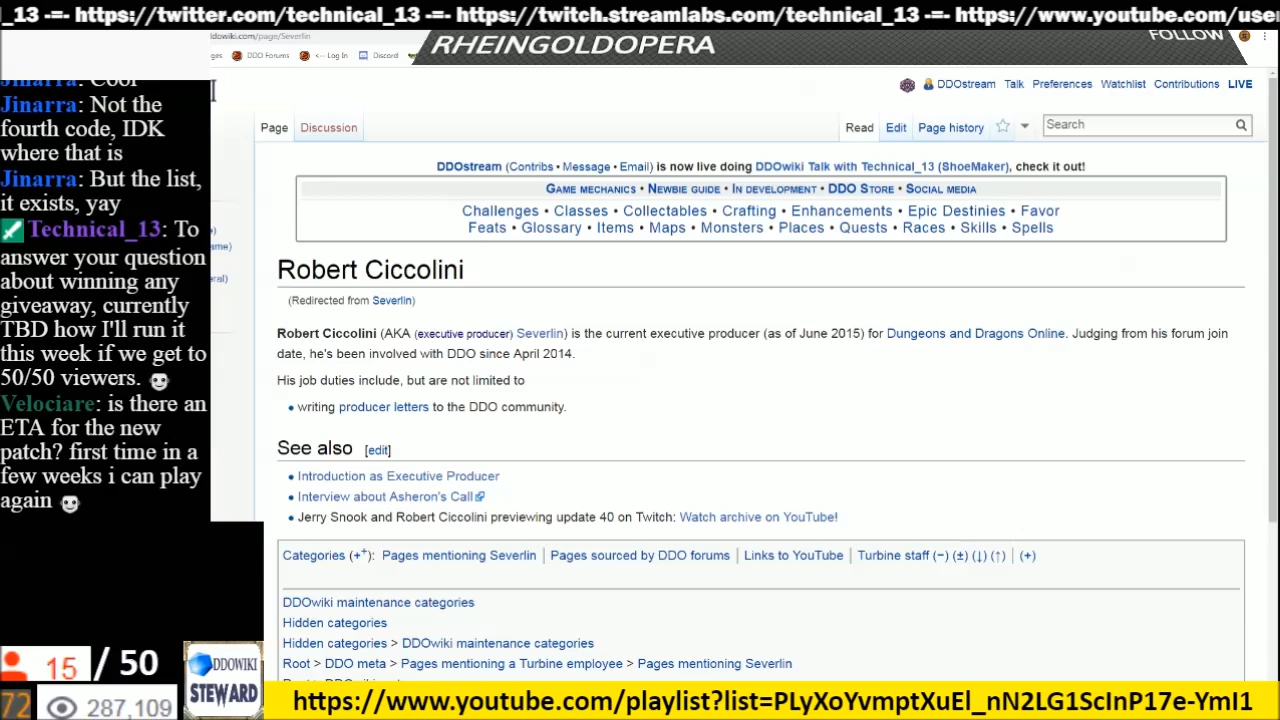 _13 -=- https://twitter.com/technical_13 -=- https://twitch.streamlabs.com/technical_13 -=- https://www.youtube.com/use
dowiki.com/page/Severlin
RHEINGOLDOPERA
FOLLOW
ges DDO Forums <-- Log In Discord
Jinarra: Cool
Jinarra: Not the
fourth code, IDK
where that is
Jinarra: But the list,
it exists, yay
Technical_13: To
answer your question
about winning any
giveaway, currently
TBD how I'll run it
this week if we get to
50/50 viewers.
Velociare: is there an
ETA for the new
patch? first time in a
few weeks i can play
again
DDOstream Talk Preferences Watchlist Contributions LIVE
Page Discussion Read Edit Page history Search
DDOstream (Contribs • Message • Email) is now live doing DDOwiki Talk with Technical_13 (ShoeMaker), check it out!
Game mechanics • Newbie guide • In development • DDO Store • Social media
Challenges • Classes • Collectables • Crafting • Enhancements • Epic Destinies • Favor
Feats • Glossary • Items • Maps • Monsters • Places • Quests • Races • Skills • Spells
ame)
ral)
Robert Ciccolini
(Redirected from Severlin)
Robert Ciccolini (AKA (executive producer) Severlin) is the current executive producer (as of June 2015) for Dungeons and Dragons Online. Judging from his forum join
date, he's been involved with DDO since April 2014.
His job duties include, but are not limited to
• writing producer letters to the DDO community.
See also [edit]
• Introduction as Executive Producer
• Interview about Asheron's Call
• Jerry Snook and Robert Ciccolini previewing update 40 on Twitch: Watch archive on YouTube!
Categories (+⁺): Pages mentioning Severlin | Pages sourced by DDO forums | Links to YouTube | Turbine staff (−) (±) (↓) (↑) | (+)
DDOwiki maintenance categories
Hidden categories
Hidden categories > DDOwiki maintenance categories
Root > DDO meta > Pages mentioning a Turbine employee > Pages mentioning Severlin
15 / 50
72 287,109
DDOWIKI
STEWARD
https://www.youtube.com/playlist?list=PLyXoYvmptXuEl_nN2LG1ScInP17e-YmI1